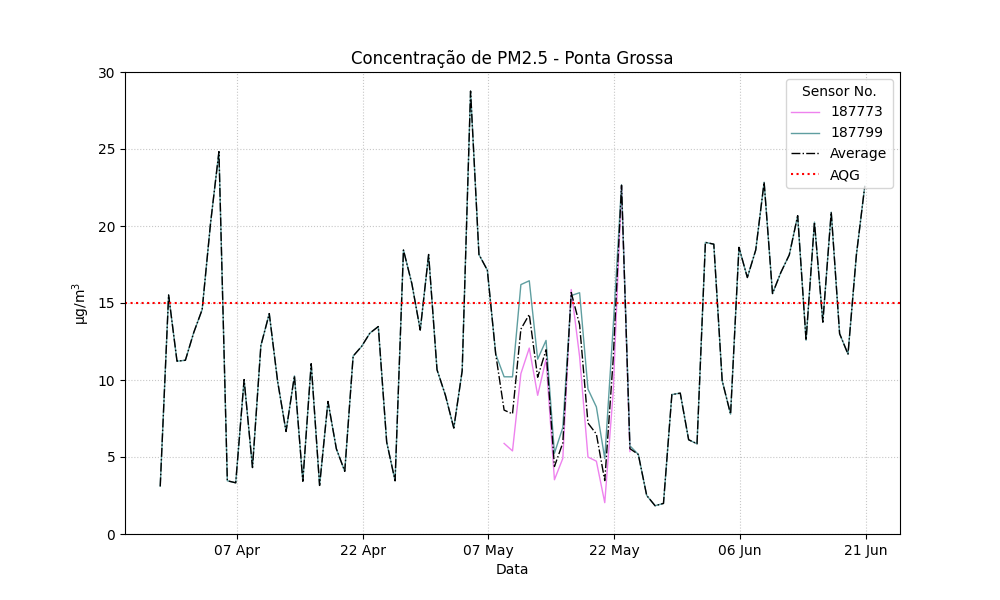 Concentração de PM2.5 - Ponta Grossa
30
25
20
15
10
5
0
µg/m³
Sensor No.
187773
187799
Average
AQG
07 Apr
22 Apr
07 May
22 May
06 Jun
21 Jun
Data